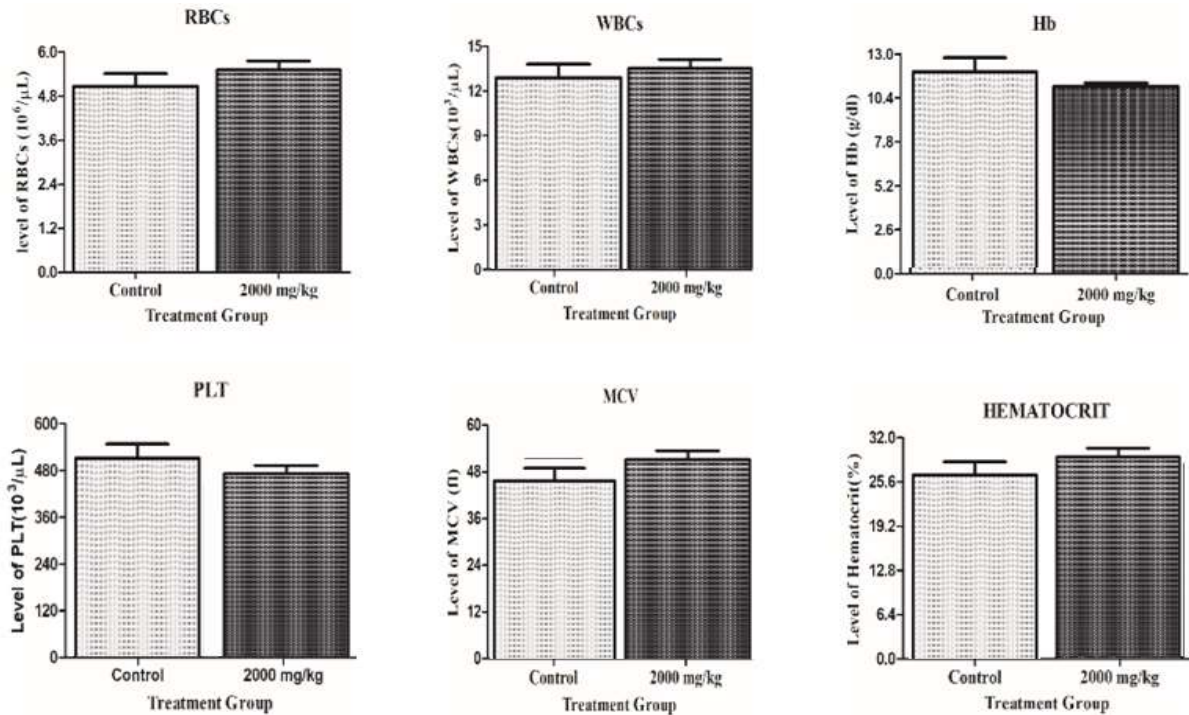 RBCs
level of RBCs (10⁶/μL)
6.0
4.8
3.6
2.4
1.2
0.0
Control 2000 mg/kg
Treatment Group
WBCs
Level of WBCs(10³/μL)
15
12
9
6
3
0
Control 2000 mg/kg
Treatment Group
Hb
Level of Hb (g/dl)
13.0
10.4
7.8
5.2
2.6
0.0
Control 2000 mg/kg
Treatment Group
PLT
Level of PLT(10³/μL)
600
480
360
240
120
0
Control 2000 mg/kg
Treatment Group
MCV
Level of MCV (fl)
60
48
36
24
12
0
Control 2000 mg/kg
Treatment Group
HEMATOCRIT
Level of Hematocrit(%)
32.0
25.6
19.2
12.8
6.4
0.0
Control 2000 mg/kg
Treatment Group